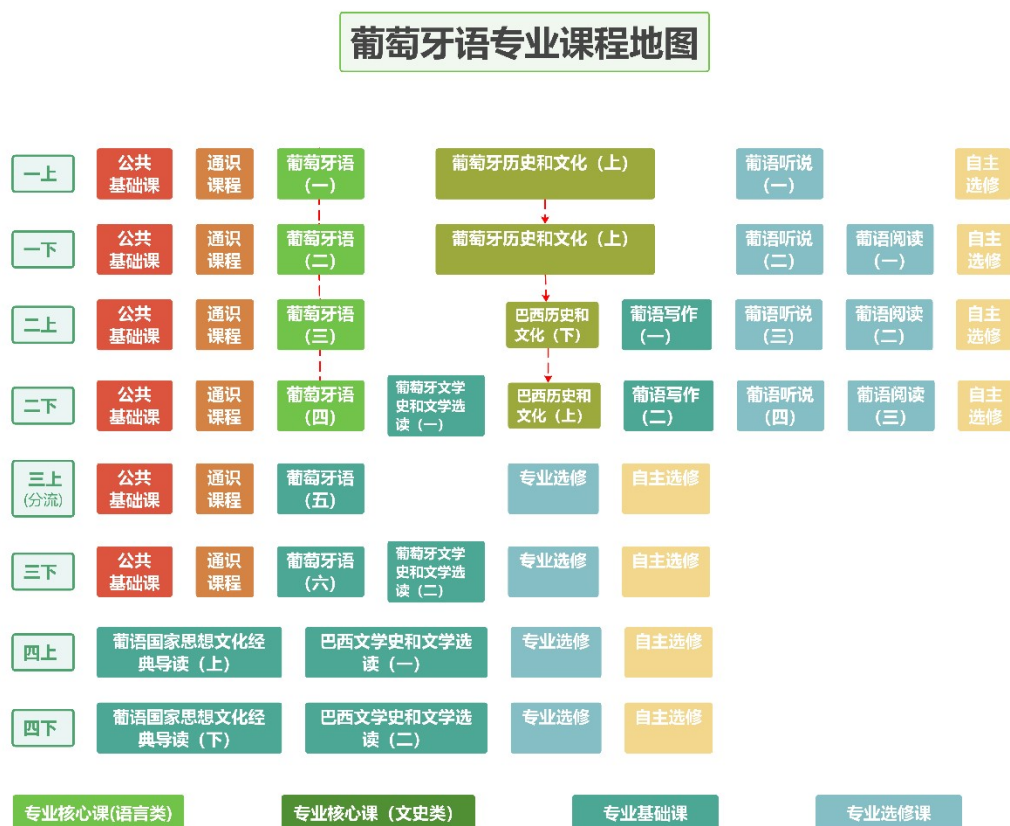 葡萄牙语专业课程地图
一上
公共
基础课
通识
课程
葡萄牙语
（一）
葡萄牙历史和文化（上）
葡语听说
（一）
自主
选修
一下
公共
基础课
通识
课程
葡萄牙语
（二）
葡萄牙历史和文化（上）
葡语听说
（二）
葡语阅读
（一）
自主
选修
二上
公共
基础课
通识
课程
葡萄牙语
（三）
巴西历史和
文化（下）
葡语写作
（一）
葡语听说
（三）
葡语阅读
（二）
自主
选修
二下
公共
基础课
通识
课程
葡萄牙语
（四）
葡萄牙文学
史和文学选
读（一）
巴西历史和
文化（上）
葡语写作
（二）
葡语听说
（四）
葡语阅读
（三）
自主
选修
三上
(分流)
公共
基础课
通识
课程
葡萄牙语
（五）
专业选修
自主选修
三下
公共
基础课
通识
课程
葡萄牙语
（六）
葡萄牙文学
史和文学选
读（二）
专业选修
自主选修
四上
葡语国家思想文化经
典导读（上）
巴西文学史和文学选
读（一）
专业选修
自主选修
四下
葡语国家思想文化经
典导读（下）
巴西文学史和文学选
读（二）
专业选修
自主选修
专业核心课(语言类)
专业核心课（文史类）
专业基础课
专业选修课